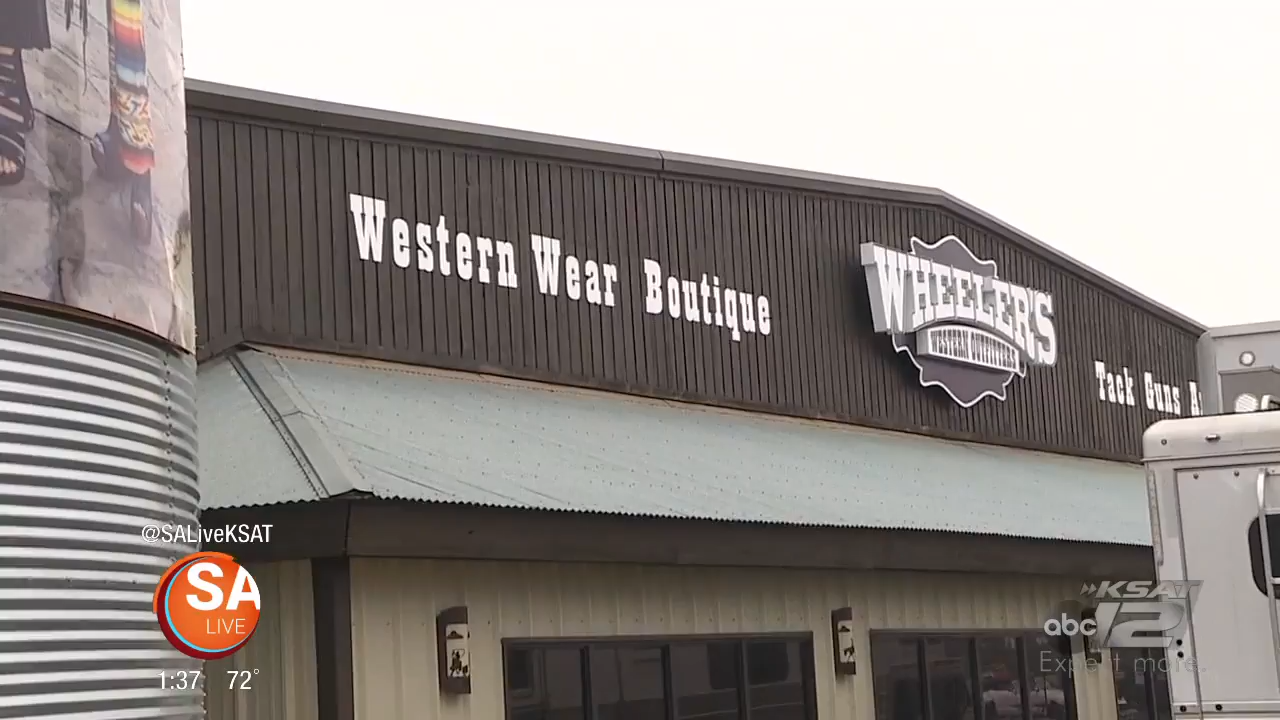 Western Wear Boutique
WHEELER'S
WESTERN OUTFITTERS
Tack Guns
@SALiveKSAT
SA
LIVE
1:37 72°
KSAT
abc 12
Expect more.